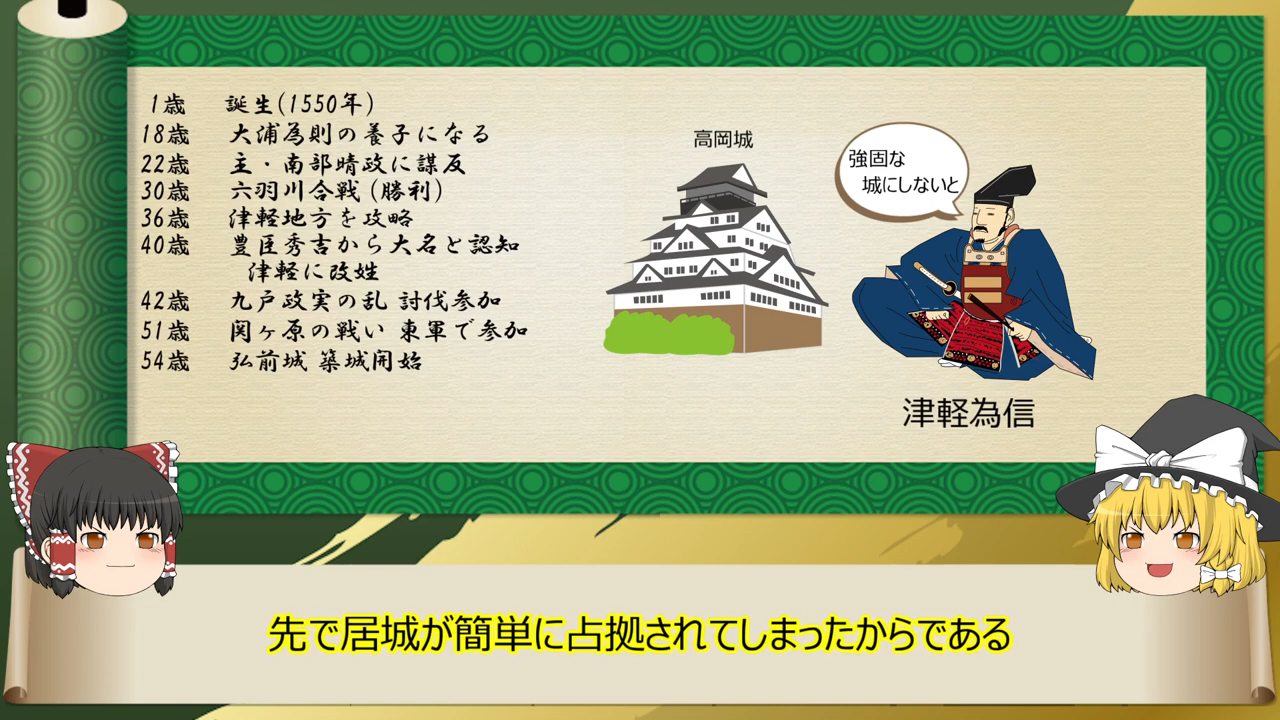 1歳 誕生(1550年)
18歳 大浦為則の養子になる
22歳 主・南部晴政に謀反
30歳 六羽川合戦(勝利)
36歳 津軽地方を攻略
40歳 豊臣秀吉から大名と認知
津軽に改姓
42歳 九戸政実の乱 討伐参加
51歳 関ヶ原の戦い 東軍で参加
54歳 弘前城 築城開始
高岡城
強固な
城にしないと
津軽為信
先で居城が簡単に占拠されてしまったからである